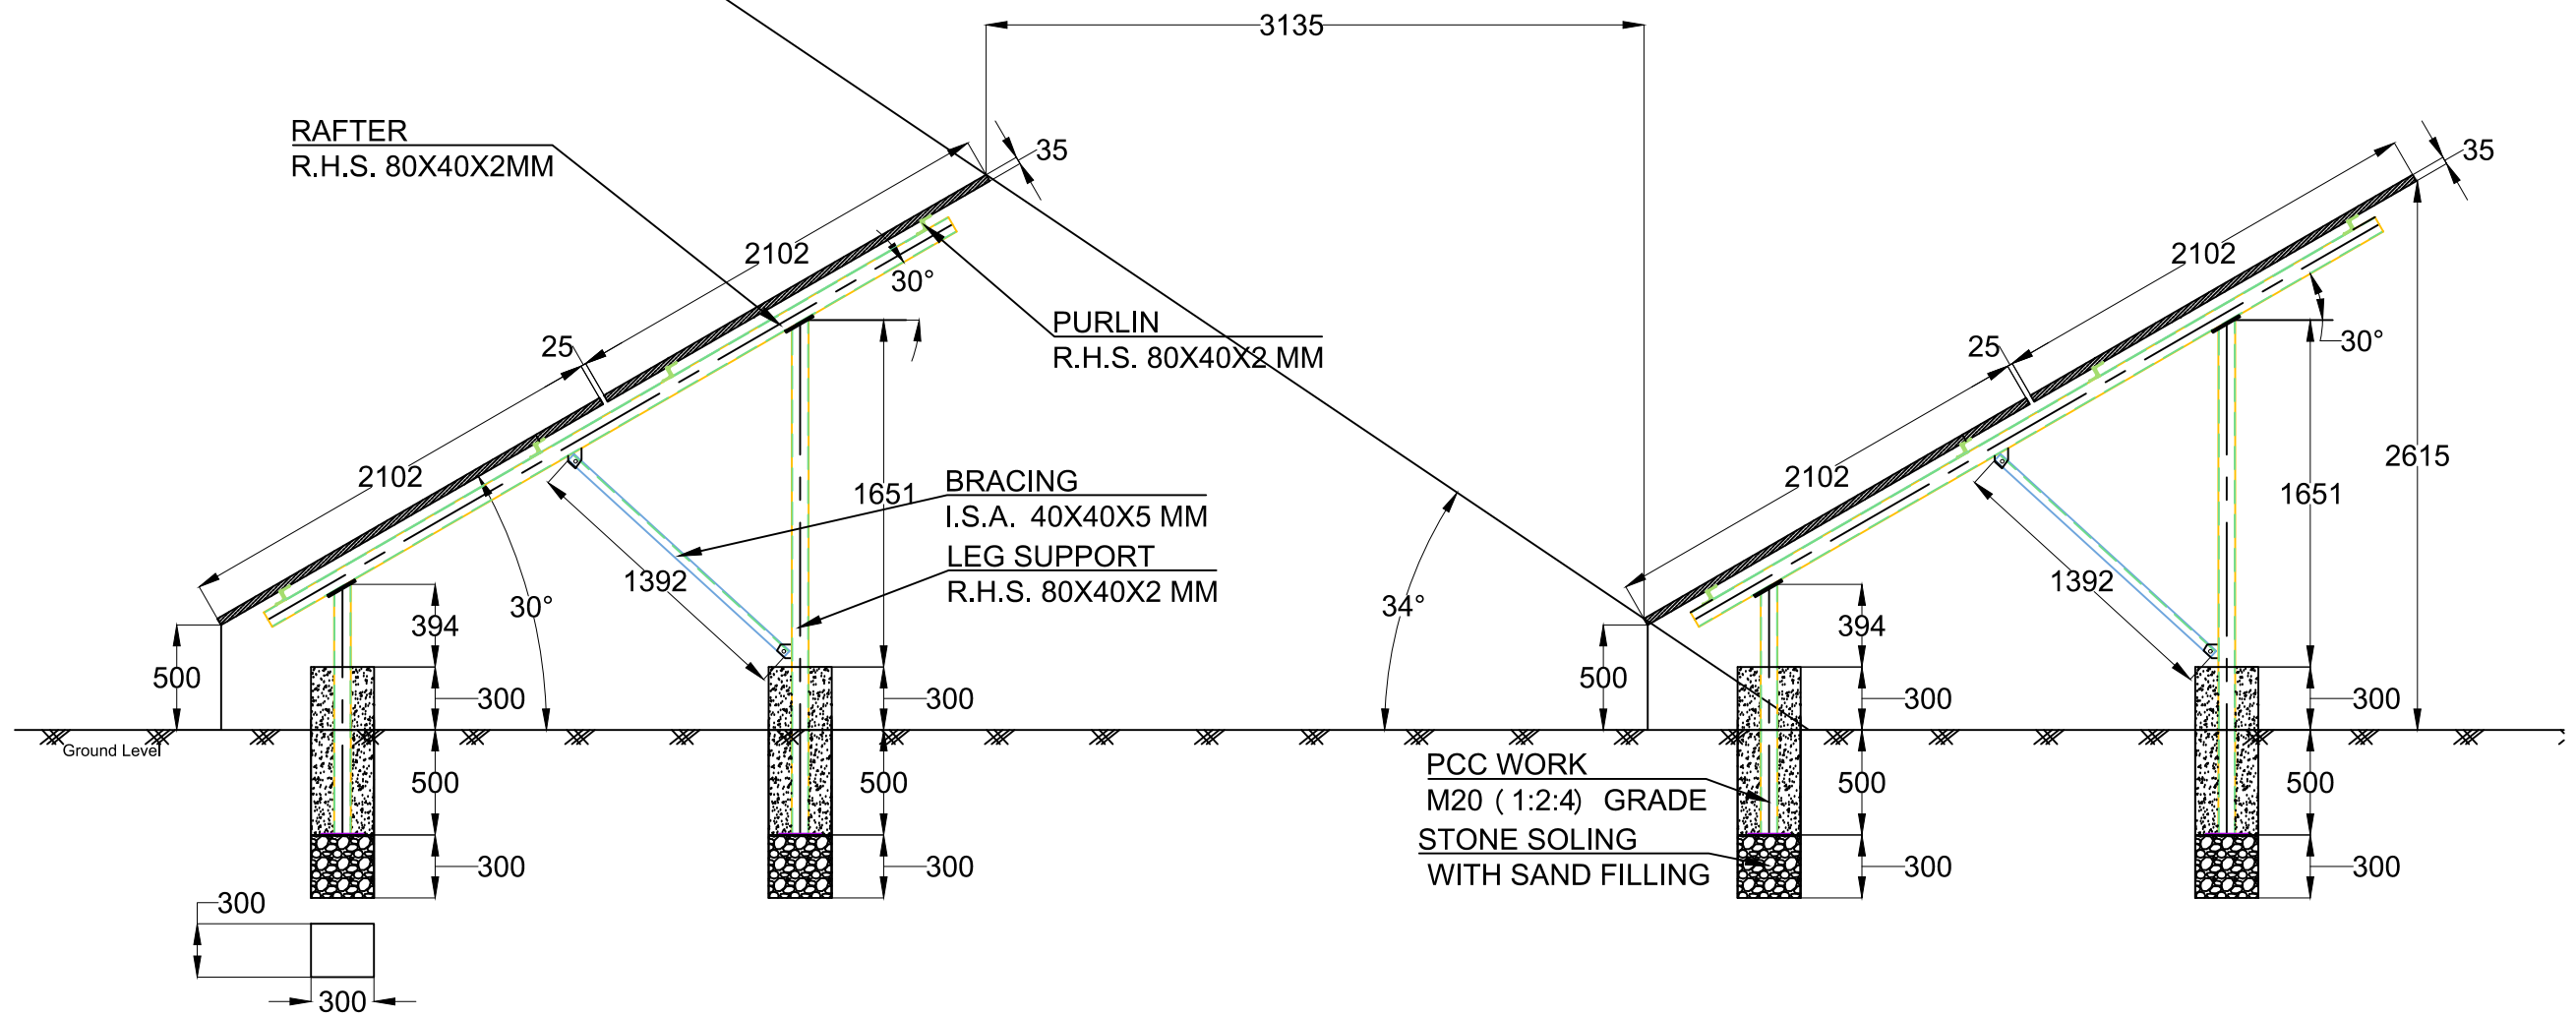 3135
RAFTER
R.H.S. 80X40X2MM
35
35
2102
2102
30°
PURLIN
R.H.S. 80X40X2 MM
30°
25
25
2102
2102
2615
1651
1651
BRACING
I.S.A. 40X40X5 MM
LEG SUPPORT
R.H.S. 80X40X2 MM
1392
1392
30°
34°
394
394
500
500
300
300
300
300
Ground Level
500
500
500
500
PCC WORK
M20 ( 1:2:4) GRADE
STONE SOLING
WITH SAND FILLING
300
300
300
300
300
300